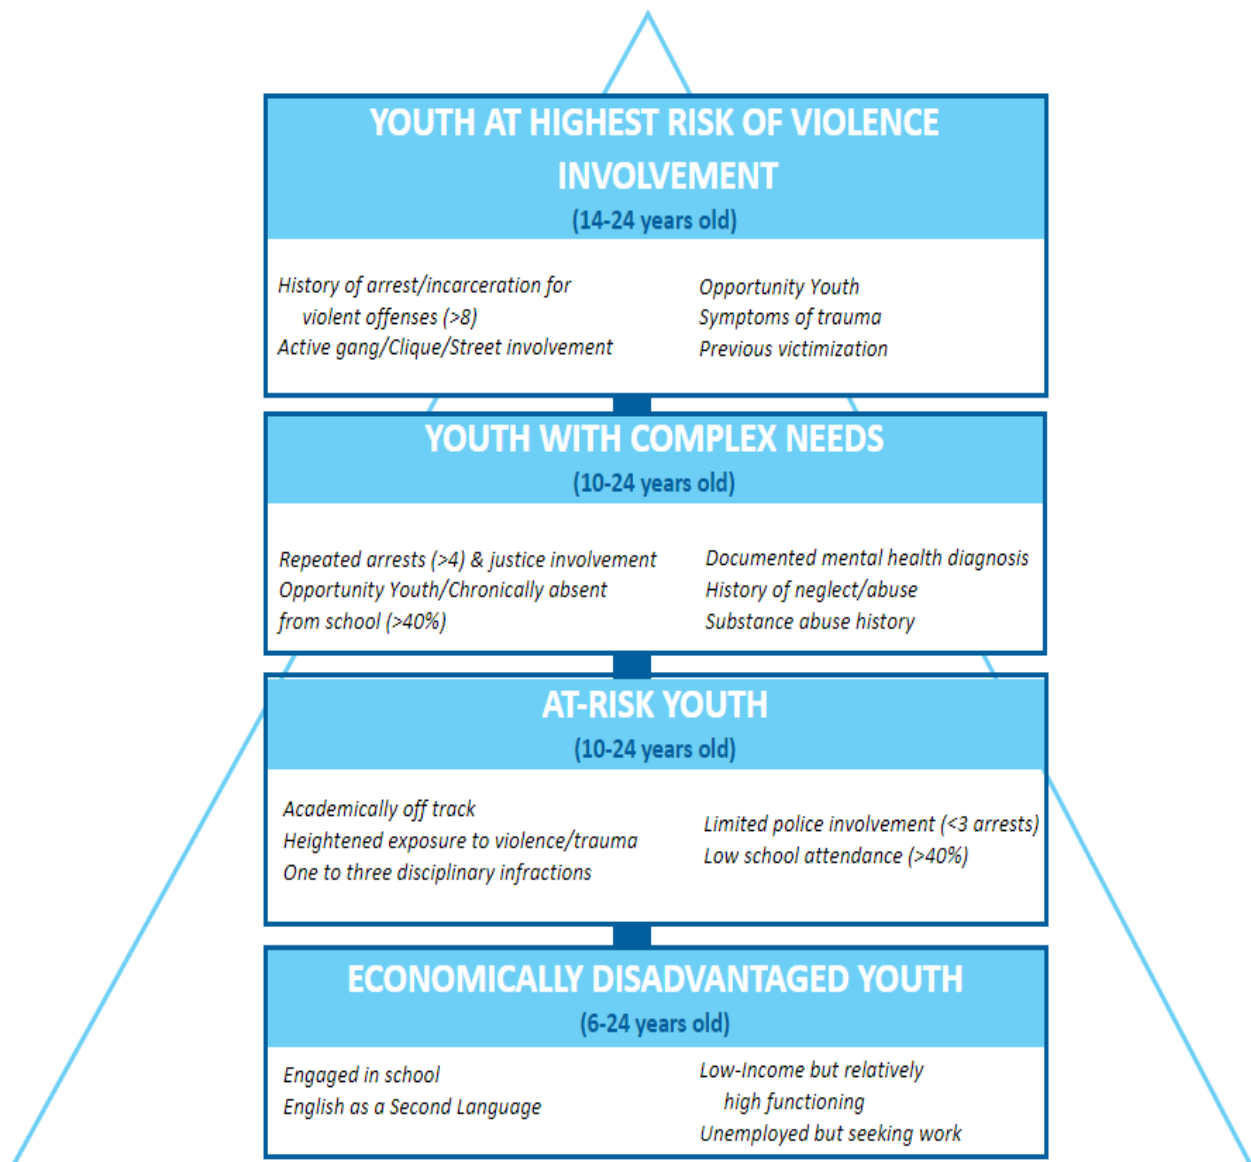 YOUTH AT HIGHEST RISK OF VIOLENCE
INVOLVEMENT
(14-24 years old)
History of arrest/incarceration for
violent offenses (>8)
Active gang/Clique/Street involvement
Opportunity Youth
Symptoms of trauma
Previous victimization
YOUTH WITH COMPLEX NEEDS
(10-24 years old)
Repeated arrests (>4) & justice involvement
Opportunity Youth/Chronically absent
from school (>40%)
Documented mental health diagnosis
History of neglect/abuse
Substance abuse history
AT-RISK YOUTH
(10-24 years old)
Academically off track
Heightened exposure to violence/trauma
One to three disciplinary infractions
Limited police involvement (<3 arrests)
Low school attendance (>40%)
ECONOMICALLY DISADVANTAGED YOUTH
(6-24 years old)
Engaged in school
English as a Second Language
Low-Income but relatively
high functioning
Unemployed but seeking work